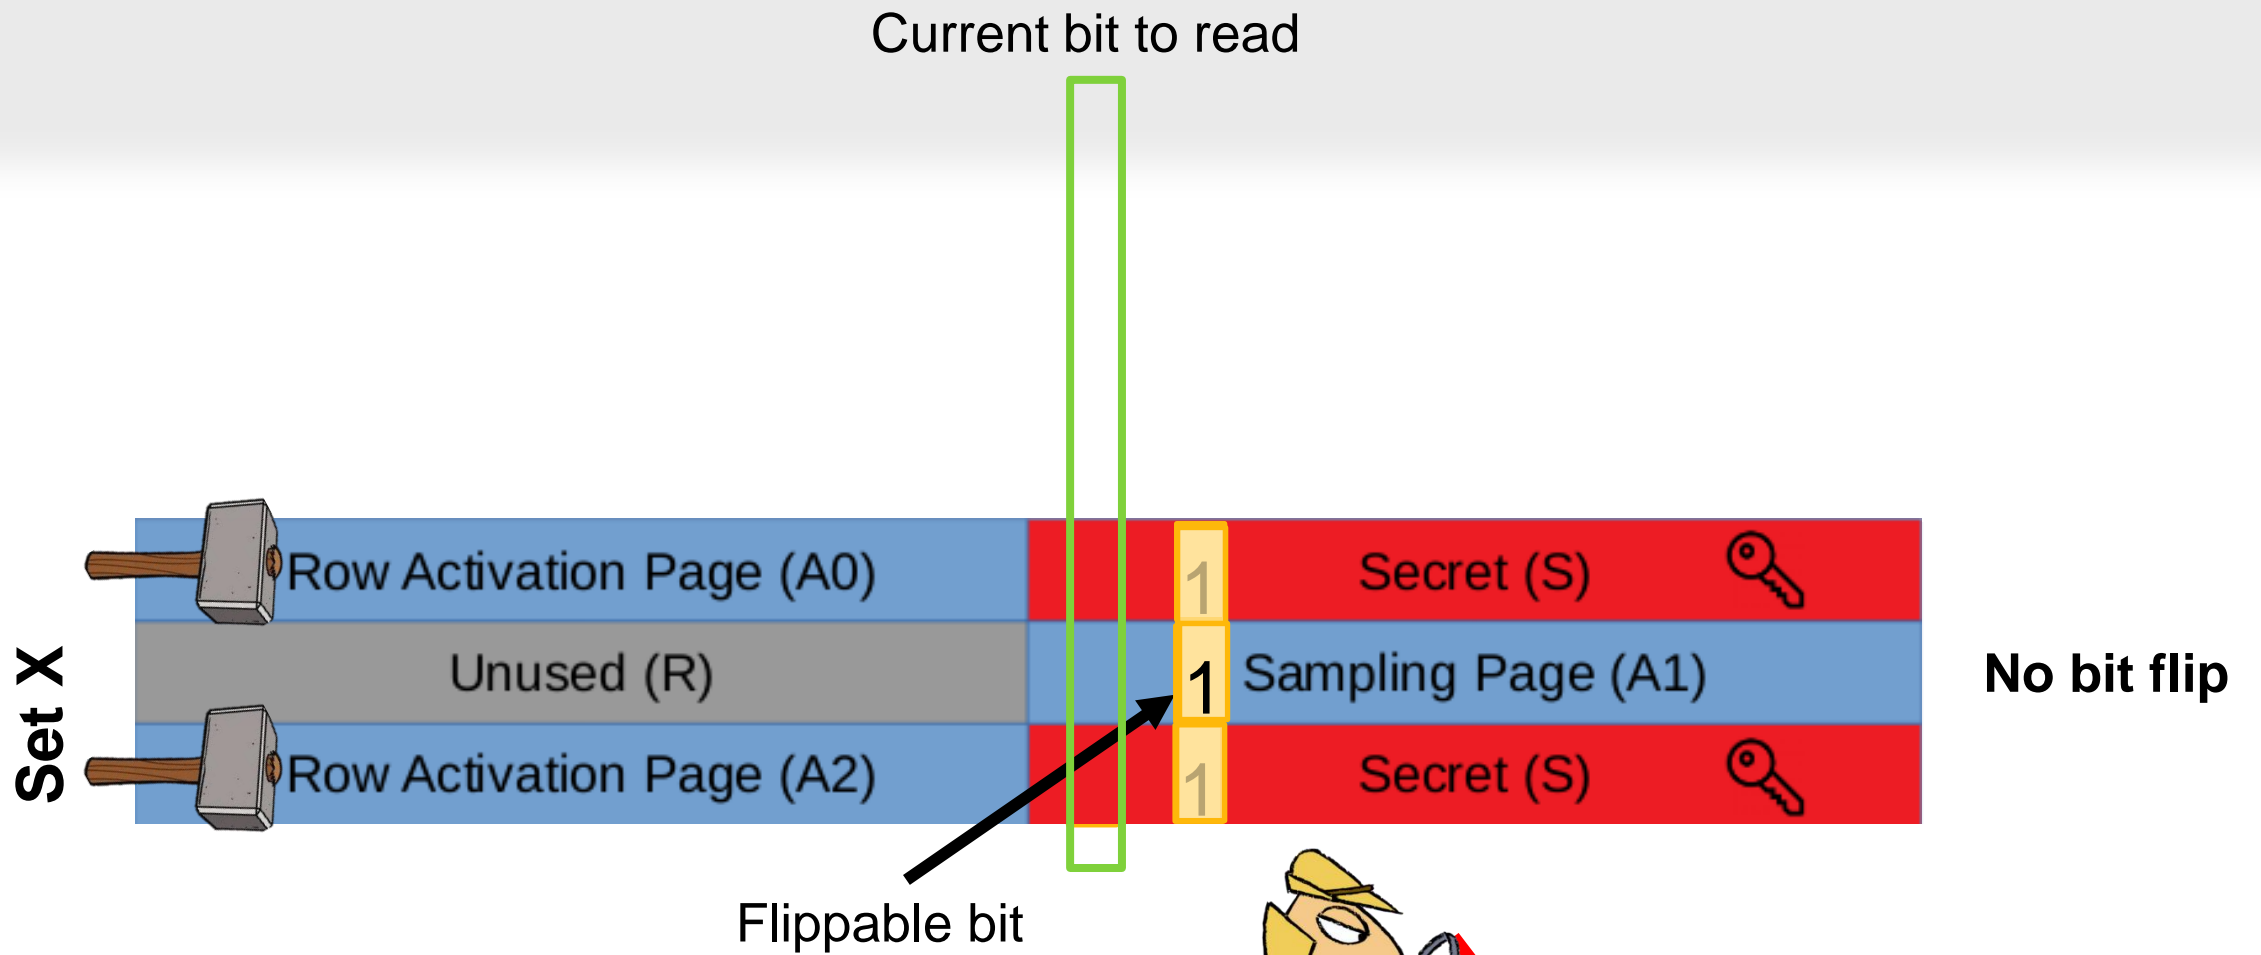 Current bit to read
Set X
Row Activation Page (A0)
1
Secret (S)
Unused (R)
1
Sampling Page (A1)
No bit flip
Row Activation Page (A2)
1
Secret (S)
Flippable bit